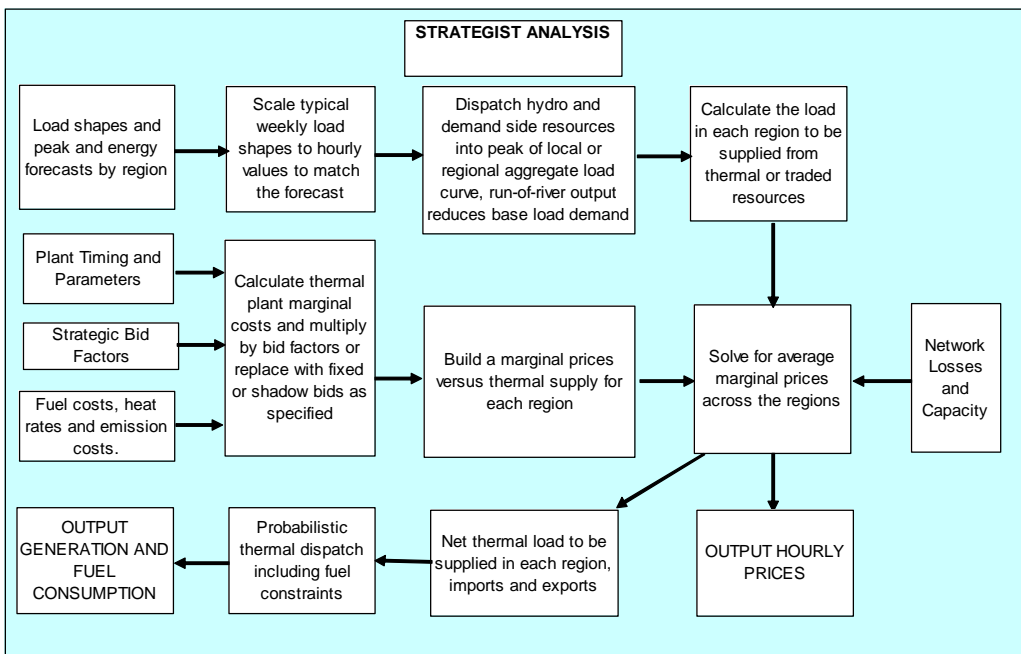 STRATEGIST ANALYSIS
Load shapes and
peak and energy
forecasts by region
Scale typical
weekly load
shapes to hourly
values to match
the forecast
Dispatch hydro and
demand side resources
into peak of local or
regional aggregate load
curve, run-of-river output
reduces base load demand
Calculate the load
in each region to be
supplied from
thermal or traded
resources
Plant Timing and
Parameters
Strategic Bid
Factors
Fuel costs, heat
rates and emission
costs.
Calculate thermal
plant marginal
costs and multiply
by bid factors or
replace with fixed
or shadow bids as
specified
Build a marginal prices
versus thermal supply for
each region
Solve for average
marginal prices
across the regions
Network
Losses
and
Capacity
OUTPUT
GENERATION AND
FUEL
CONSUMPTION
Probabilistic
thermal dispatch
including fuel
constraints
Net thermal load to be
supplied in each region,
imports and exports
OUTPUT HOURLY
PRICES